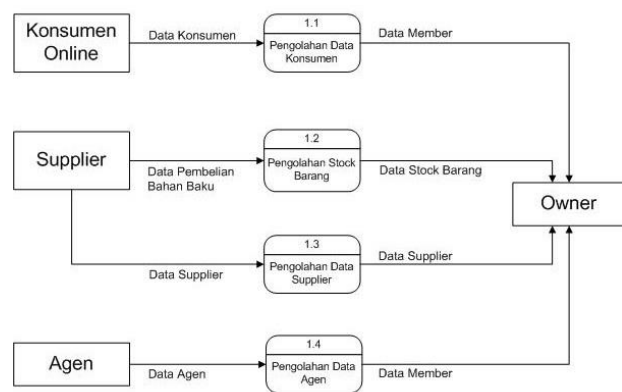 Konsumen
Online
Data Konsumen
1.1
Pengolahan Data
Konsumen
Data Member
Supplier
Data Pembelian
Bahan Baku
1.2
Pengolahan Stock
Barang
Data Stock Barang
Owner
Data Supplier
1.3
Pengolahan Data
Supplier
Data Supplier
Agen
Data Agen
1.4
Pengolahan Data
Agen
Data Member